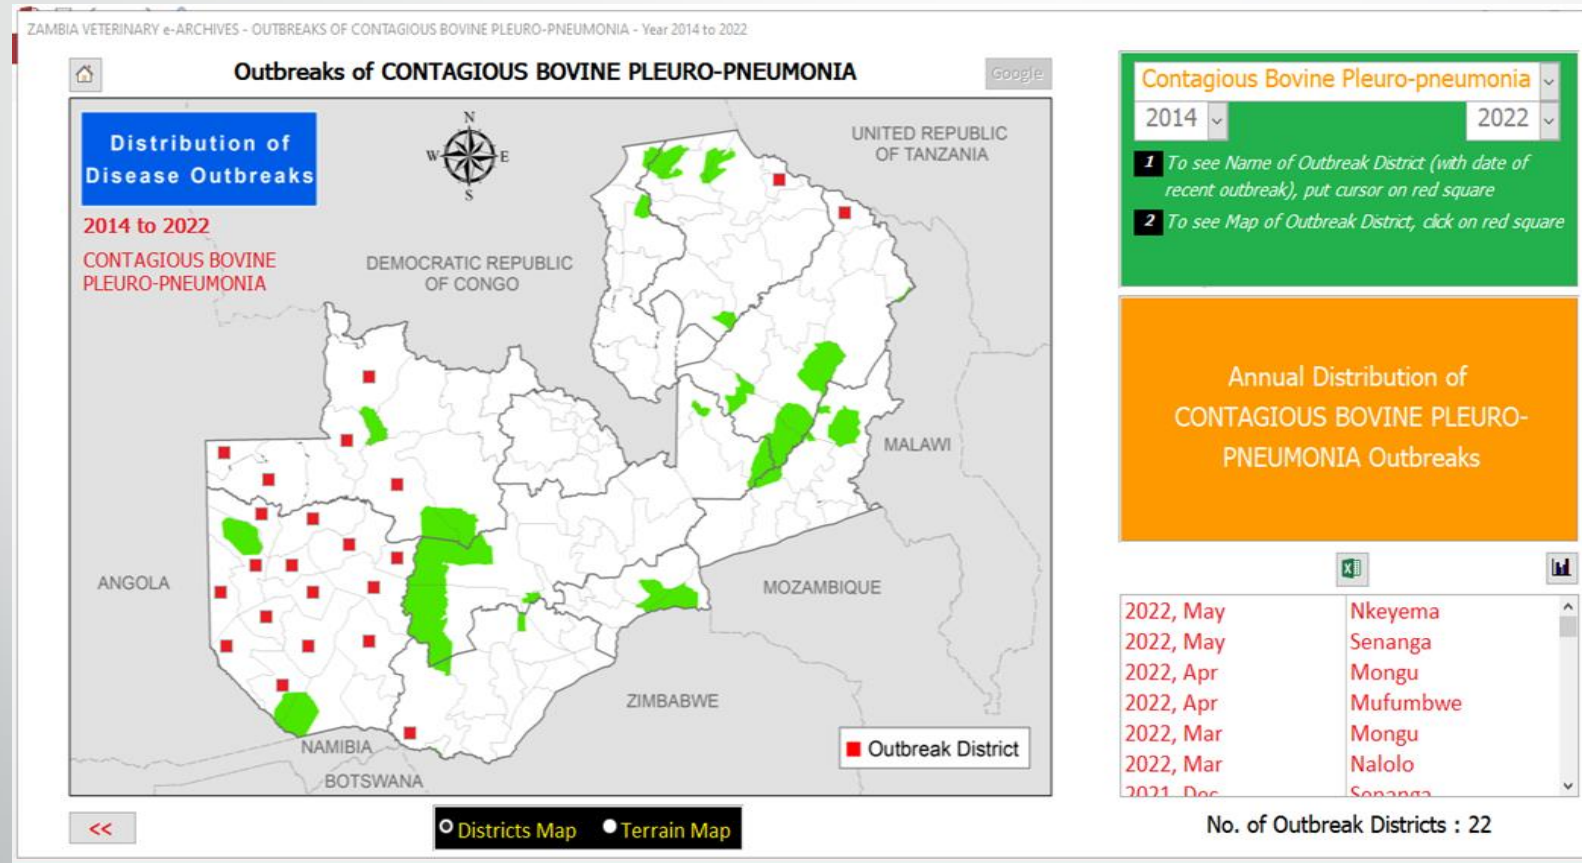 ZAMBIA VETERINARY e-ARCHIVES - OUTBREAKS OF CONTAGIOUS BOVINE PLEURO-PNEUMONIA - Year 2014 to 2022
Outbreaks of CONTAGIOUS BOVINE PLEURO-PNEUMONIA
Google
Distribution of
Disease Outbreaks
2014 to 2022
CONTAGIOUS BOVINE
PLEURO-PNEUMONIA
N
W E
S
UNITED REPUBLIC
OF TANZANIA
DEMOCRATIC REPUBLIC
OF CONGO
MALAWI
ANGOLA
MOZAMBIQUE
ZIMBABWE
NAMIBIA
BOTSWANA
Outbreak District
<<
Districts Map Terrain Map
Contagious Bovine Pleuro-pneumonia
2014 2022
1 To see Name of Outbreak District (with date of
recent outbreak), put cursor on red square
2 To see Map of Outbreak District, click on red square
Annual Distribution of
CONTAGIOUS BOVINE PLEURO-
PNEUMONIA Outbreaks
2022, May Nkeyema
2022, May Senanga
2022, Apr Mongu
2022, Apr Mufumbwe
2022, Mar Mongu
2022, Mar Nalolo
2021, Dec Senanga
No. of Outbreak Districts : 22